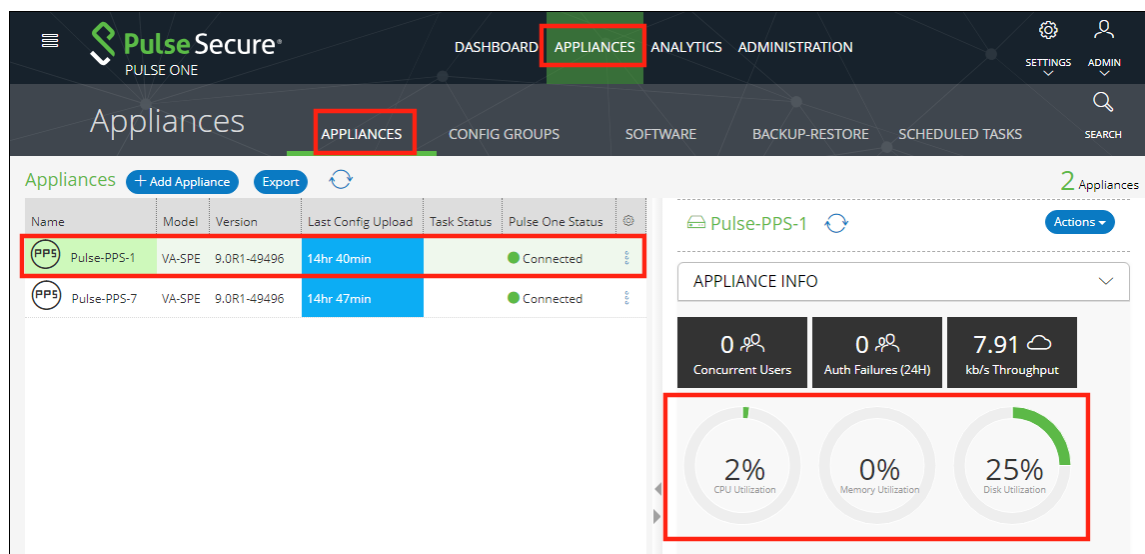 Pulse Secure®
PULSE ONE
DASHBOARD APPLIANCES ANALYTICS ADMINISTRATION
SETTINGS ADMIN
Appliances
APPLIANCES CONFIG GROUPS SOFTWARE BACKUP-RESTORE SCHEDULED TASKS
SEARCH
Appliances + Add Appliance Export
2 Appliances
Name Model Version Last Config Upload Task Status Pulse One Status
PPS Pulse-PPS-1 VA-SPE 9.0R1-49496 14hr 40min Connected
PPS Pulse-PPS-7 VA-SPE 9.0R1-49496 14hr 47min Connected
Pulse-PPS-1 Actions
APPLIANCE INFO
0 0 7.91
Concurrent Users Auth Failures (24H) kb/s Throughput
2% 0% 25%
CPU Utilization Memory Utilization Disk Utilization